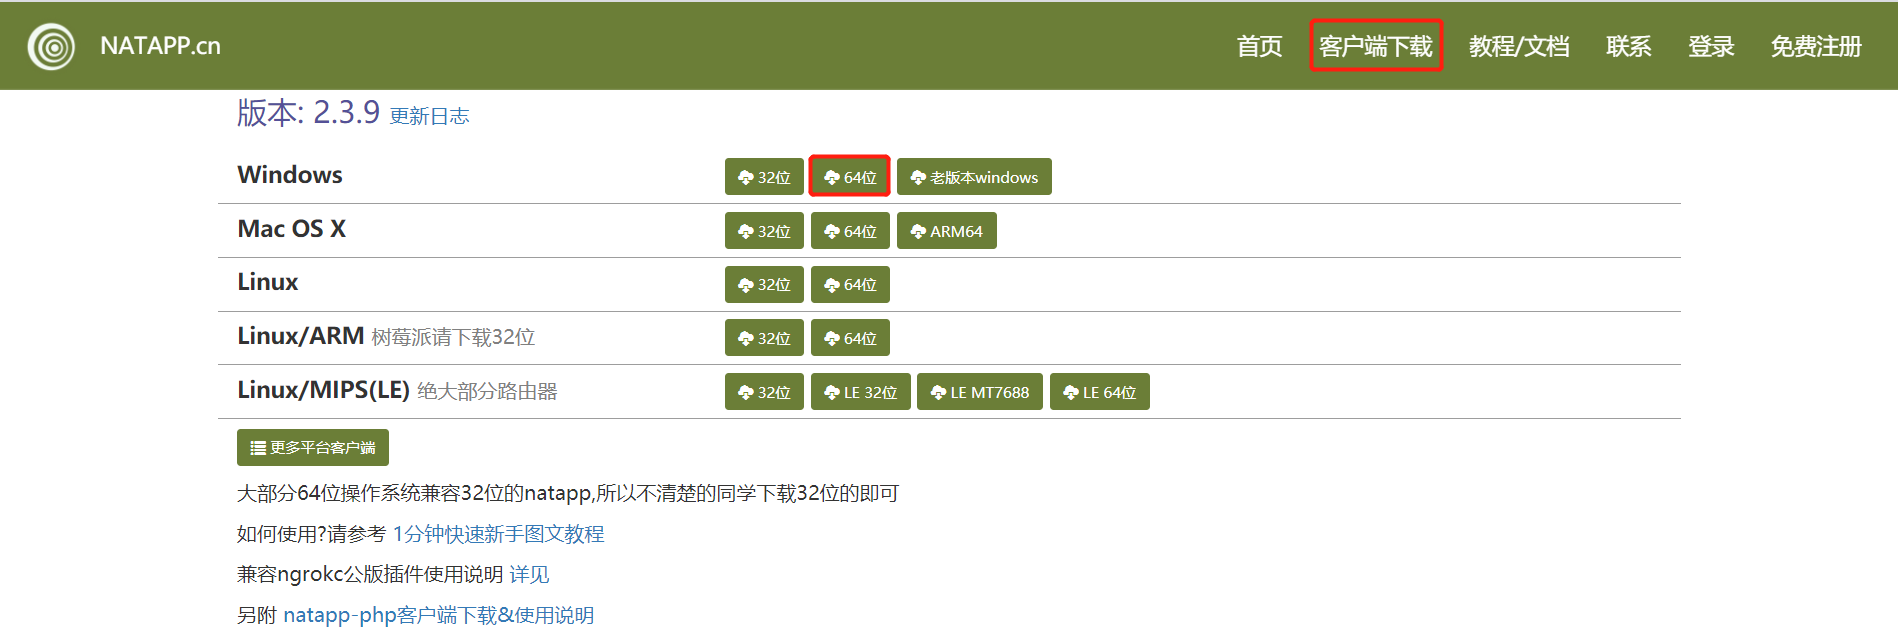 NATAPP.cn 首页 客户端下载 教程/文档 联系 登录 免费注册
版本: 2.3.9 更新日志
Windows 32位 64位 老版本windows
Mac OS X 32位 64位 ARM64
Linux 32位 64位
Linux/ARM 树莓派请下载32位 32位 64位
Linux/MIPS(LE) 绝大部分路由器 32位 LE 32位 LE MT7688 LE 64位
更多平台客户端
大部分64位操作系统兼容32位的natapp,所以不清楚的同学下载32位的即可
如何使用?请参考 1分钟快速新手图文教程
兼容ngrokc公版插件使用说明 详见
另附 natapp-php客户端下载&使用说明